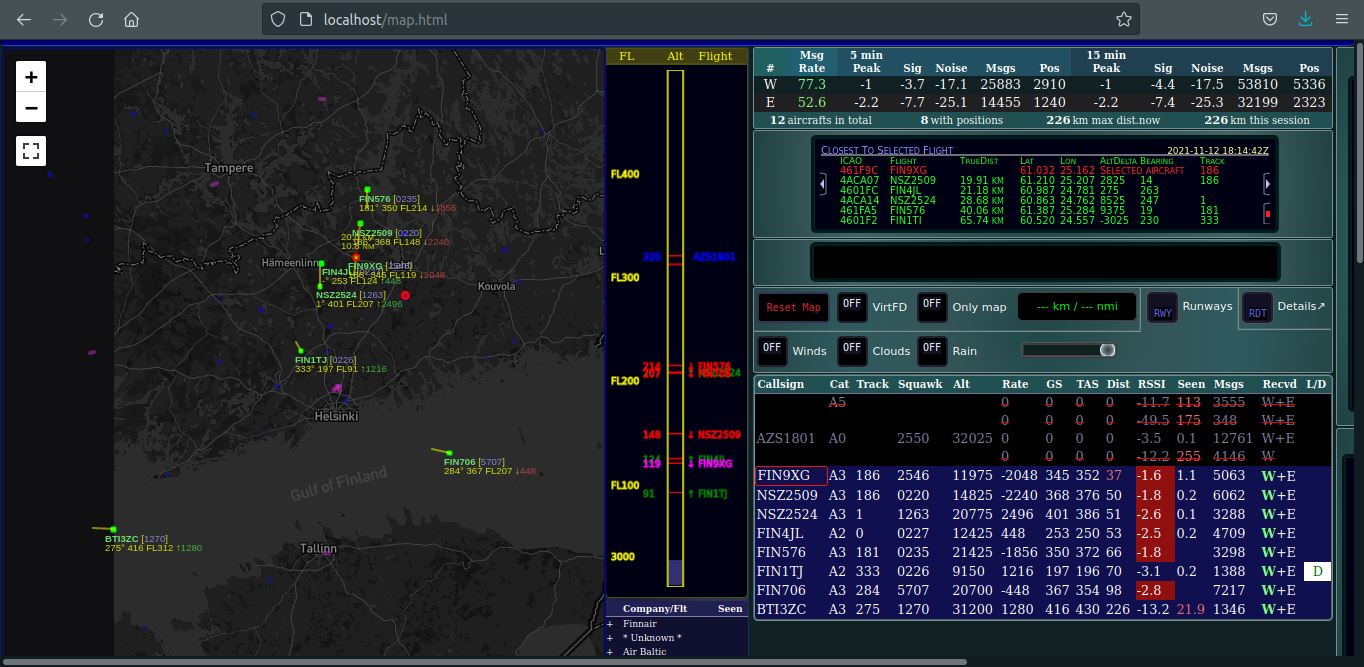 localhost/map.html
+
−
Tampere
FIN576 [0235]
181° 350 FL214 ↓1856
NSZ2509 [0220]
186° 368 FL148 ↓2240
Hämeenlinn
FIN9XG
FL119 ↓2048
FIN4JL
-° 253 FL124 ↑448
NSZ2524 [1263]
1° 401 FL207 ↑2496
Kouvola
FIN1TJ [0226]
333° 197 FL91 ↑1216
Helsinki
FIN706 [5707]
284° 367 FL207 ↓448
Gulf of Finland
BTI3ZC [1270]
275° 416 FL312 ↑1280
Tallinn
FL Alt Flight
FL400
320 AZS1801
FL300
214 ↓ FIN576
FL200 207
148 ↓ NSZ2509
119 ↓ FIN9XG
FL100
91 ↑ FIN1TJ
3000
Company/Flt Seen
+ Finnair
+ * Unknown *
+ Air Baltic
Msg 5 min 15 min
# Rate Peak Sig Noise Msgs Pos Peak Sig Noise Msgs Pos
W 77.3 -1 -3.7 -17.1 25883 2910 -1 -4.4 -17.5 53810 5336
E 52.6 -2.2 -7.7 -25.1 14455 1240 -2.2 -7.4 -25.3 32199 2323
12 aircrafts in total 8 with positions 226 km max dist.now 226 km this session
Closest To Selected Flight 2021-11-12 18:14:42Z
ICAO Flight TrueDist Lat Lon AltDelta Bearing Track
461F9C FIN9XG 61.032 25.162 Selected aircraft 186
4ACA07 NSZ2509 19.91 km 61.210 25.207 2825 14 186
4601FC FIN4JL 21.18 km 60.987 24.781 275 263
4ACA14 NSZ2524 28.68 km 60.863 24.762 8525 247 1
461FA5 FIN576 40.06 km 61.387 25.284 9375 19 181
4601F2 FIN1TJ 65.74 km 60.520 24.557 -3025 230 333
Reset Map OFF VirtFD OFF Only map --- km / --- nmi RWY Runways RDT Details↗
OFF Winds OFF Clouds OFF Rain
Callsign Cat Track Squawk Alt Rate GS TAS Dist RSSI Seen Msgs Recvd L/D
A5 0 0 0 0 -11.7 113 3555 W+E
0 0 0 0 -49.5 175 348 W+E
AZS1801 A0 2550 32025 0 0 0 0 -3.5 0.1 12761 W+E
0 0 0 0 -12.2 255 4146 W
FIN9XG A3 186 2546 11975 -2048 345 352 37 -1.6 1.1 5063 W+E
NSZ2509 A3 186 0220 14825 -2240 368 376 50 -1.8 0.2 6062 W+E
NSZ2524 A3 1 1263 20775 2496 401 386 51 -2.6 0.1 3288 W+E
FIN4JL A2 0 0227 12425 448 253 250 53 -2.5 0.2 4709 W+E
FIN576 A3 181 0235 21425 -1856 350 372 66 -1.8 3298 W+E
FIN1TJ A2 333 0226 9150 1216 197 196 70 -3.1 0.2 1388 W+E D
FIN706 A3 284 5707 20700 -448 367 354 98 -2.8 7217 W+E
BTI3ZC A3 275 1270 31200 1280 416 430 226 -13.2 21.9 1346 W+E